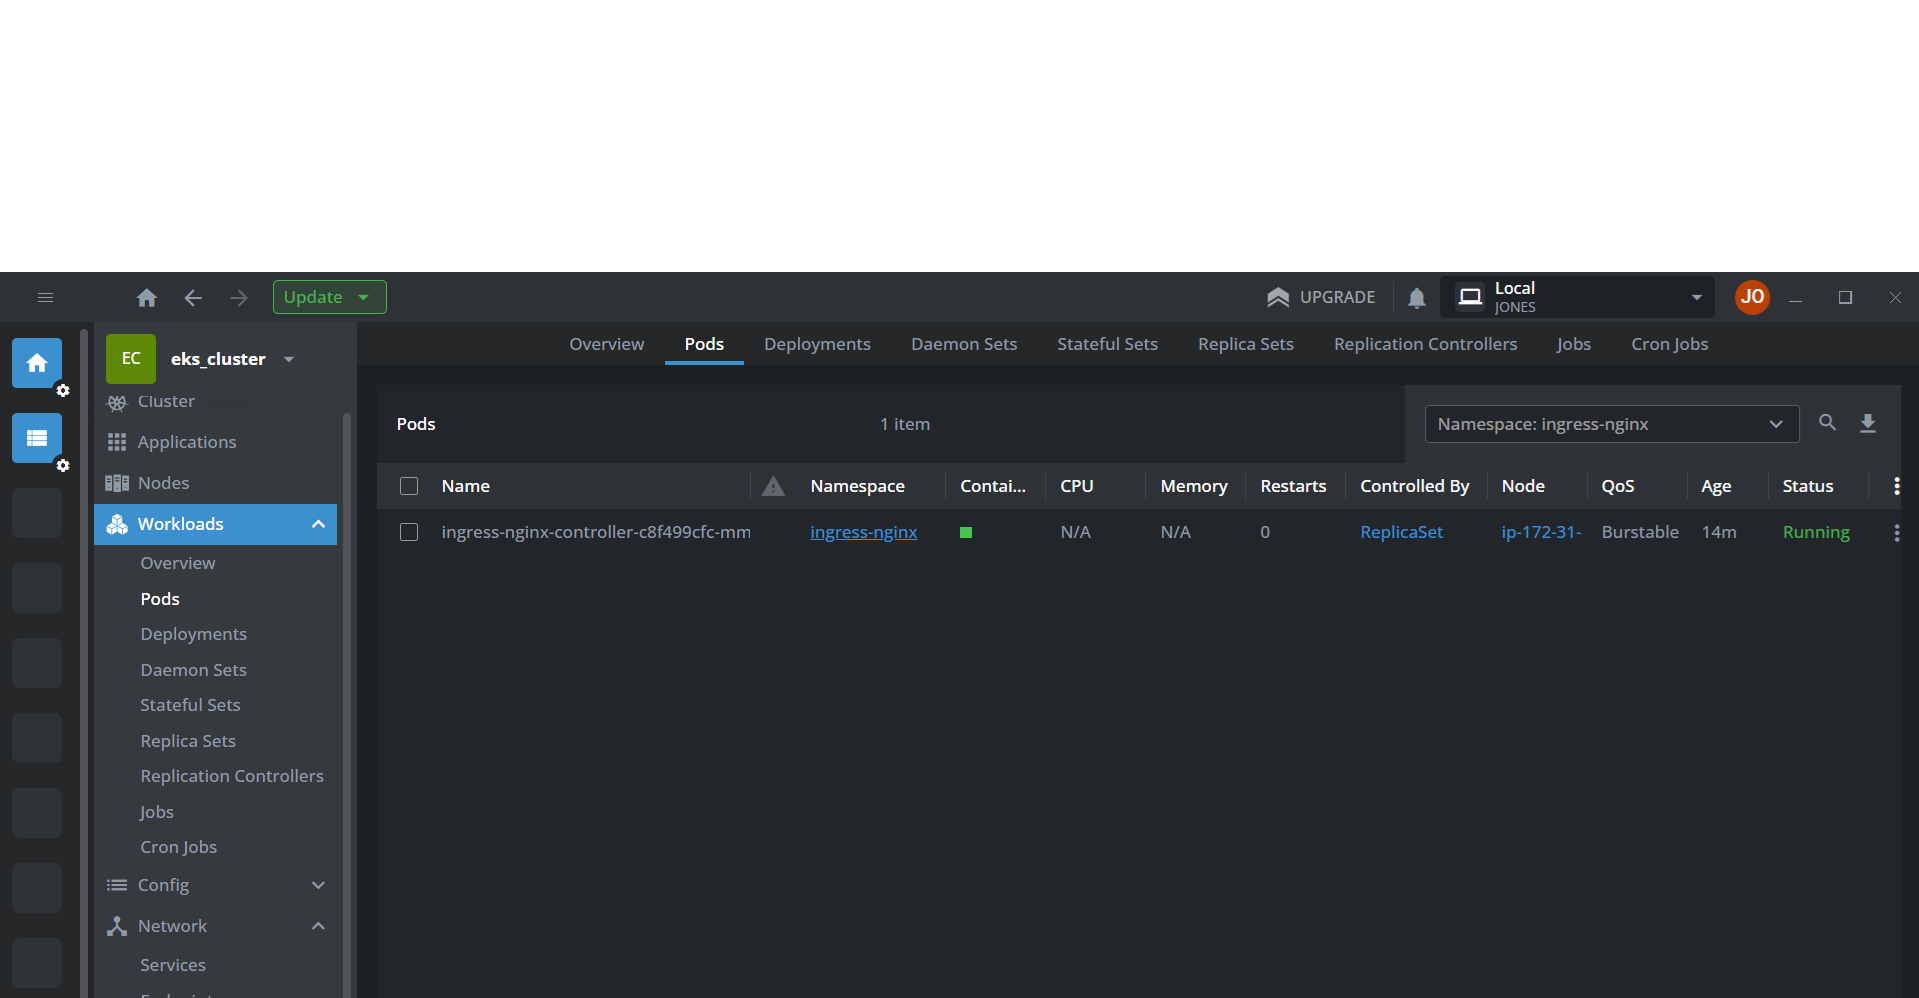 Update
UPGRADE
Local
JONES
JO
EC
eks_cluster
Overview
Pods
Deployments
Daemon Sets
Stateful Sets
Replica Sets
Replication Controllers
Jobs
Cron Jobs
Cluster
Applications
Nodes
Workloads
Overview
Pods
Deployments
Daemon Sets
Stateful Sets
Replica Sets
Replication Controllers
Jobs
Cron Jobs
Config
Network
Services
Pods
1 item
Namespace: ingress-nginx
Name Namespace Contai... CPU Memory Restarts Controlled By Node QoS Age Status
ingress-nginx-controller-c8f499cfc-mm ingress-nginx N/A N/A 0 ReplicaSet ip-172-31- Burstable 14m Running